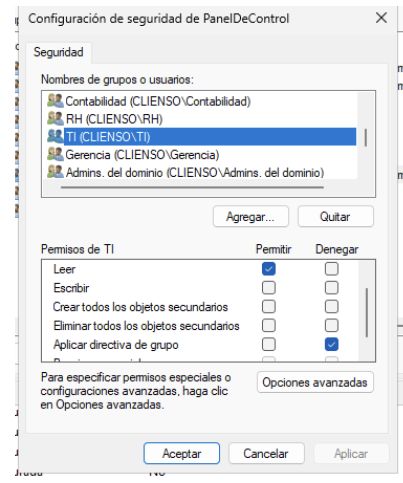 Configuración de seguridad de PanelDeControl
Seguridad
Nombres de grupos o usuarios:
Contabilidad (CLIENSO\Contabilidad)
RH (CLIENSO\RH)
TI (CLIENSO\TI)
Gerencia (CLIENSO\Gerencia)
Admins. del dominio (CLIENSO\Admins. del dominio)
Agregar... Quitar
Permisos de TI Permitir Denegar
Leer
Escribir
Crear todos los objetos secundarios
Eliminar todos los objetos secundarios
Aplicar directiva de grupo
Para especificar permisos especiales o
configuraciones avanzadas, haga clic
en Opciones avanzadas.
Opciones avanzadas
Aceptar Cancelar Aplicar